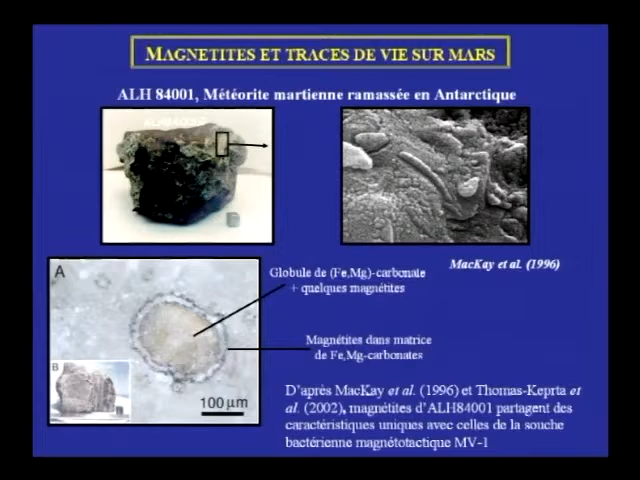 MAGNETITES ET TRACES DE VIE SUR MARS
ALH 84001, Météorite martienne ramassée en Antarctique
MacKay et al. (1996)
A
Globule de (Fe,Mg)-carbonate
+ quelques magnétites
Magnétites dans matrice
de Fe,Mg-carbonates
B
100 µm
D'après MacKay et al. (1996) et Thomas-Keprta et
al. (2002), magnétites d'ALH84001 partagent des
caractéristiques uniques avec celles de la souche
bactérienne magnétotactique MV-1